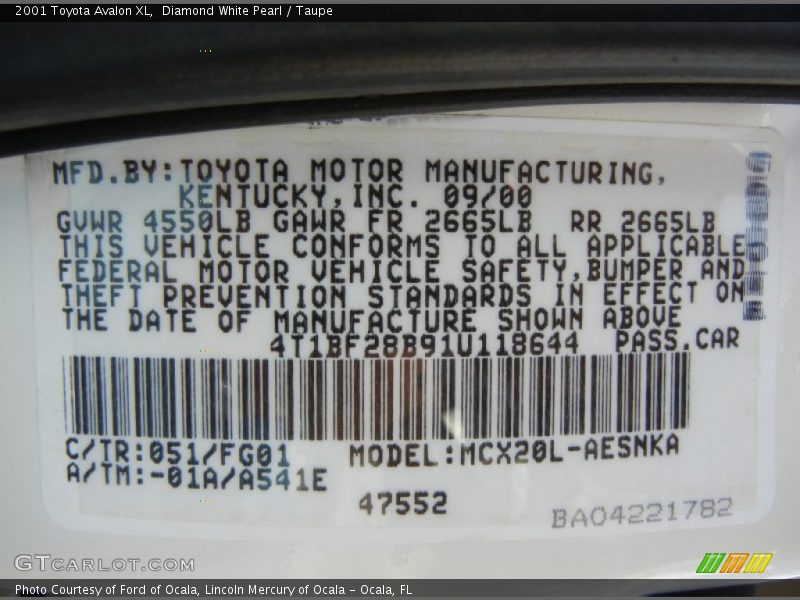 2001 Toyota Avalon XL,  Diamond White Pearl / Taupe
MFD.BY:TOYOTA MOTOR MANUFACTURING,
KENTUCKY,INC. 09/00
GVWR 4550LB GAWR FR 2665LB  RR 2665LB
THIS VEHICLE CONFORMS TO ALL APPLICABLE
FEDERAL MOTOR VEHICLE SAFETY,BUMPER AND
THEFT PREVENTION STANDARDS IN EFFECT ON
THE DATE OF MANUFACTURE SHOWN ABOVE
4T1BF28B91U118644  PASS.CAR
C/TR:051/FG01  MODEL:MCX20L-AESNKA
A/TM:-01A/A541E
47552
BA04221782
GTCARLOT.COM
Photo Courtesy of Ford of Ocala, Lincoln Mercury of Ocala - Ocala, FL